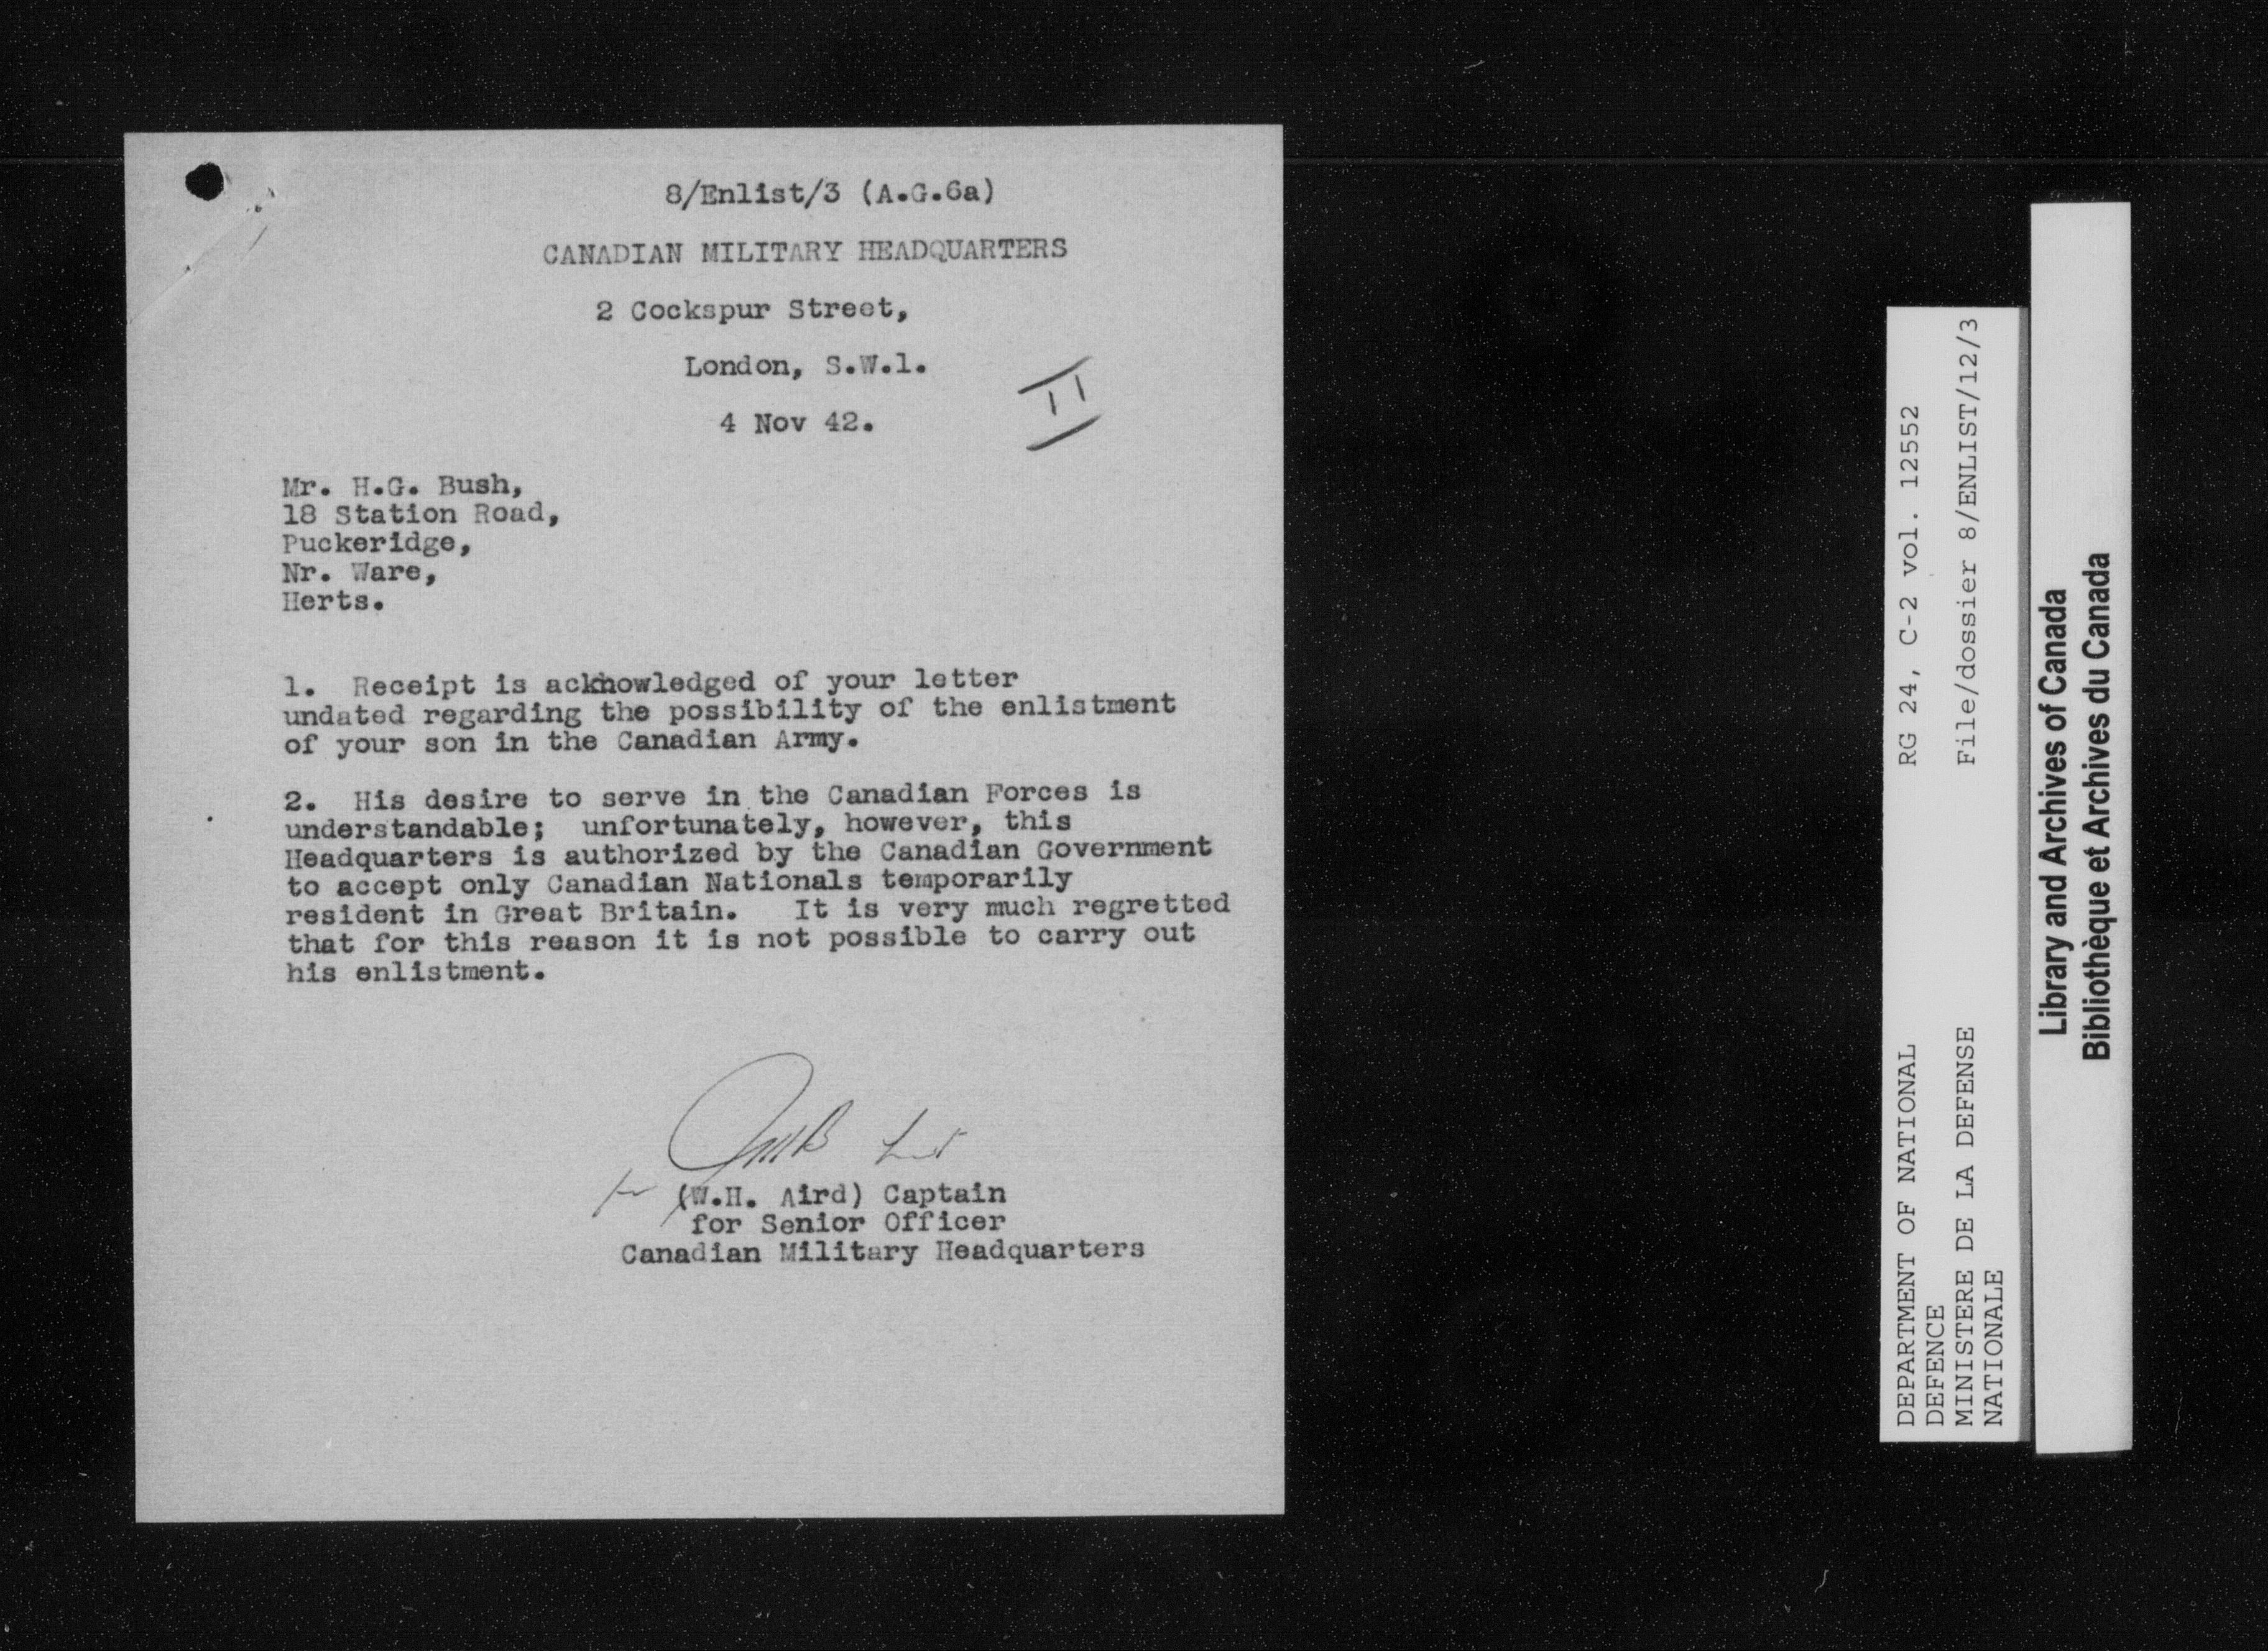 8/Enlist/3 (A.G.6a)
CANADIAN MILITARY HEADQUARTERS
2 Cockspur Street,
London, S.W.1.
4 Nov 42.
II
Mr. H.G. Bush,
18 Station Road,
Puckeridge,
Nr. Ware,
Herts.
1. Receipt is acknowledged of your letter
undated regarding the possibility of the enlistment
of your son in the Canadian Army.
2. His desire to serve in the Canadian Forces is
understandable; unfortunately, however, this
Headquarters is authorized by the Canadian Government
to accept only Canadian Nationals temporarily
resident in Great Britain. It is very much regretted
that for this reason it is not possible to carry out
his enlistment.
(W.H. Aird) Captain
for Senior Officer
Canadian Military Headquarters
DEPARTMENT OF NATIONAL
DEFENCE
MINISTERE DE LA DEFENSE
NATIONALE
RG 24, C-2 vol. 12552
File/dossier 8/ENLIST/12/3
Library and Archives of Canada
Bibliothèque et Archives du Canada